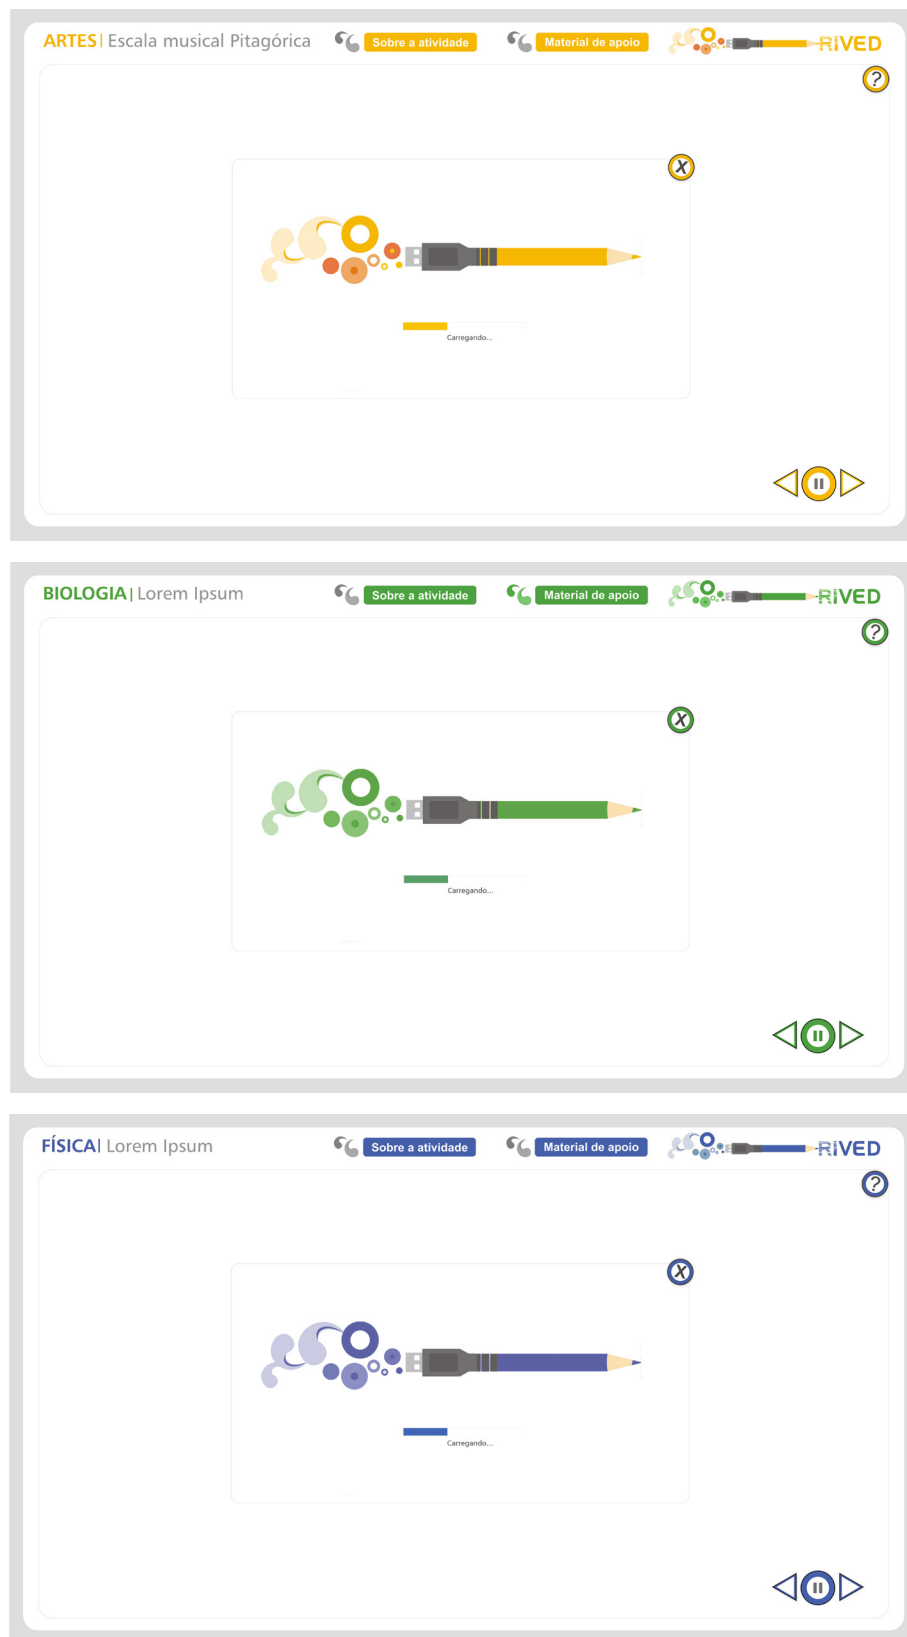 ARTES| Escala musical Pitagórica Sobre a atividade Material de apoio RIVED
?
X
Carregando...
BIOLOGIA| Lorem Ipsum Sobre a atividade Material de apoio RIVED
?
X
Carregando...
FÍSICA| Lorem Ipsum Sobre a atividade Material de apoio RIVED
?
X
Carregando...